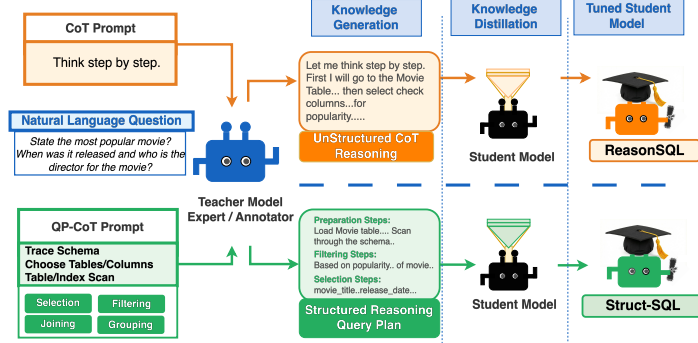 CoT Prompt
Think step by step.
Natural Language Question
State the most popular movie?
When was it released and who is the
director for the movie?
QP-CoT Prompt
Trace Schema
Choose Tables/Columns
Table/Index Scan
Selection
Filtering
Joining
Grouping
Teacher Model
Expert / Annotator
Knowledge
Generation
Let me think step by step.
First I will go to the Movie
Table... then select check
columns...for
popularity.....
UnStructured CoT
Reasoning
Preparation Steps:
Load Movie table.... Scan
through the schema..
Filtering Steps:
Based on popularity.. of movie..
Selection Steps:
movie_title..release_date...
Structured Reasoning
Query Plan
Knowledge
Distillation
Student Model
Student Model
Tuned Student
Model
ReasonSQL
Struct-SQL